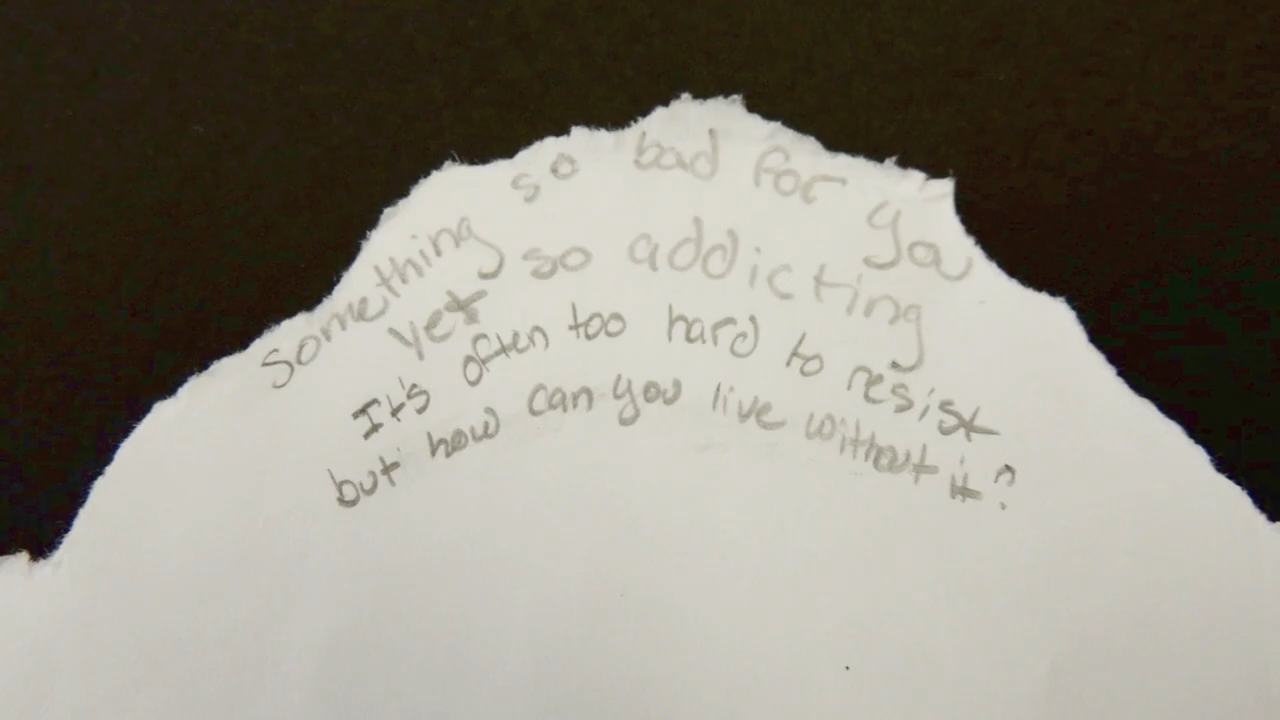 something so bad for ya
yet so addicting
It's often too hard to resist
but how can you live without it?